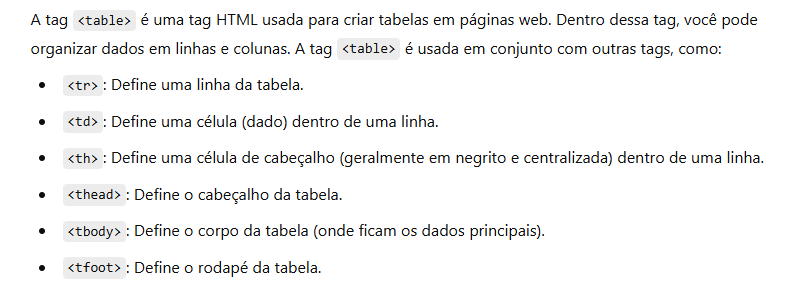 A tag <table> é uma tag HTML usada para criar tabelas em páginas web. Dentro dessa tag, você pode
organizar dados em linhas e colunas. A tag <table> é usada em conjunto com outras tags, como:
• <tr>: Define uma linha da tabela.
• <td>: Define uma célula (dado) dentro de uma linha.
• <th>: Define uma célula de cabeçalho (geralmente em negrito e centralizada) dentro de uma linha.
• <thead>: Define o cabeçalho da tabela.
• <tbody>: Define o corpo da tabela (onde ficam os dados principais).
• <tfoot>: Define o rodapé da tabela.